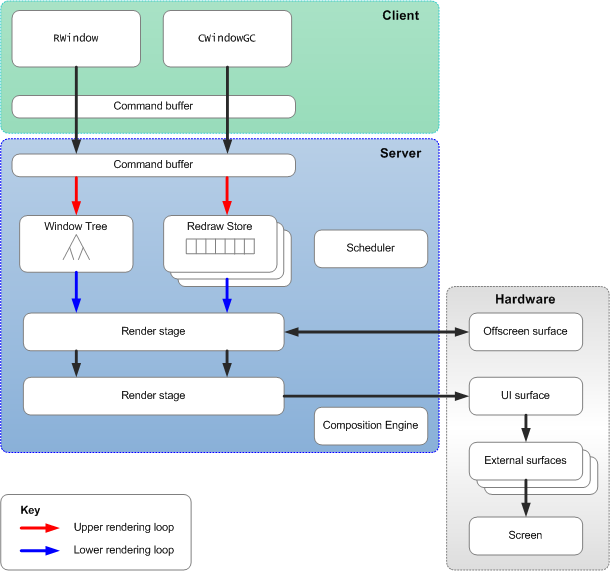 Client
RWindow
CWindowGC
Command buffer
Server
Command buffer
Window Tree
Redraw Store
Scheduler
Hardware
Render stage
Offscreen surface
Render stage
UI surface
Composition Engine
External surfaces
Screen
Key
Upper rendering loop
Lower rendering loop